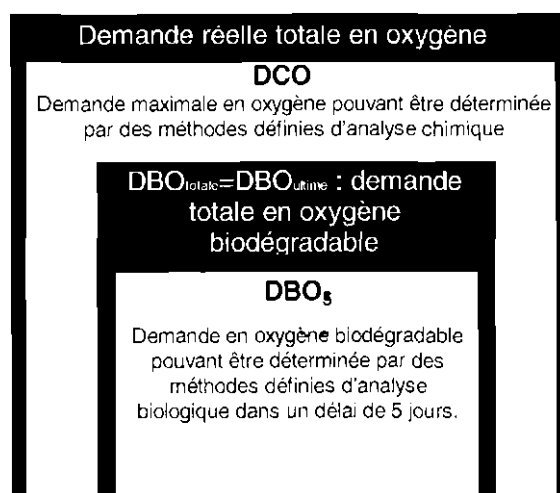 Demande réelle totale en oxygène
DCO
Demande maximale en oxygène pouvant être déterminée
par des méthodes définies d'analyse chimique
DBOtotale=DBOultime : demande
totale en oxygène
biodégradable
DBO5
Demande en oxygène biodégradable
pouvant être déterminée par des
méthodes définies d'analyse
biologique dans un délai de 5 jours.